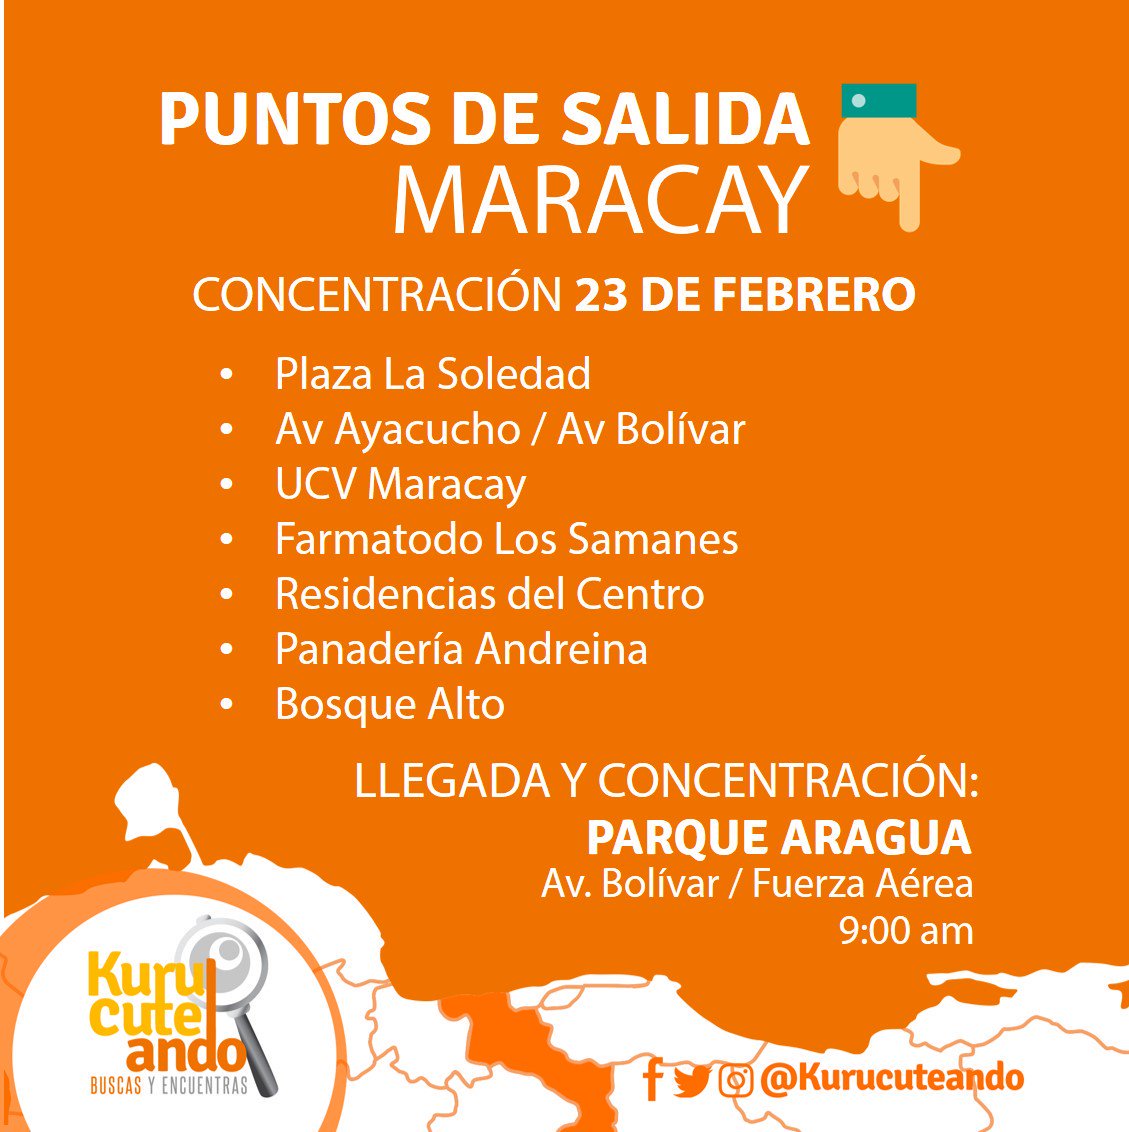 PUNTOS DE SALIDA
MARACAY
CONCENTRACIÓN 23 DE FEBRERO
• Plaza La Soledad
• Av Ayacucho / Av Bolívar
• UCV Maracay
• Farmatodo Los Samanes
• Residencias del Centro
• Panadería Andreina
• Bosque Alto
LLEGADA Y CONCENTRACIÓN:
PARQUE ARAGUA
Av. Bolívar / Fuerza Aérea
9:00 am
Kuru
cute
ando
BUSCAS Y ENCUENTRAS
@Kurucuteando